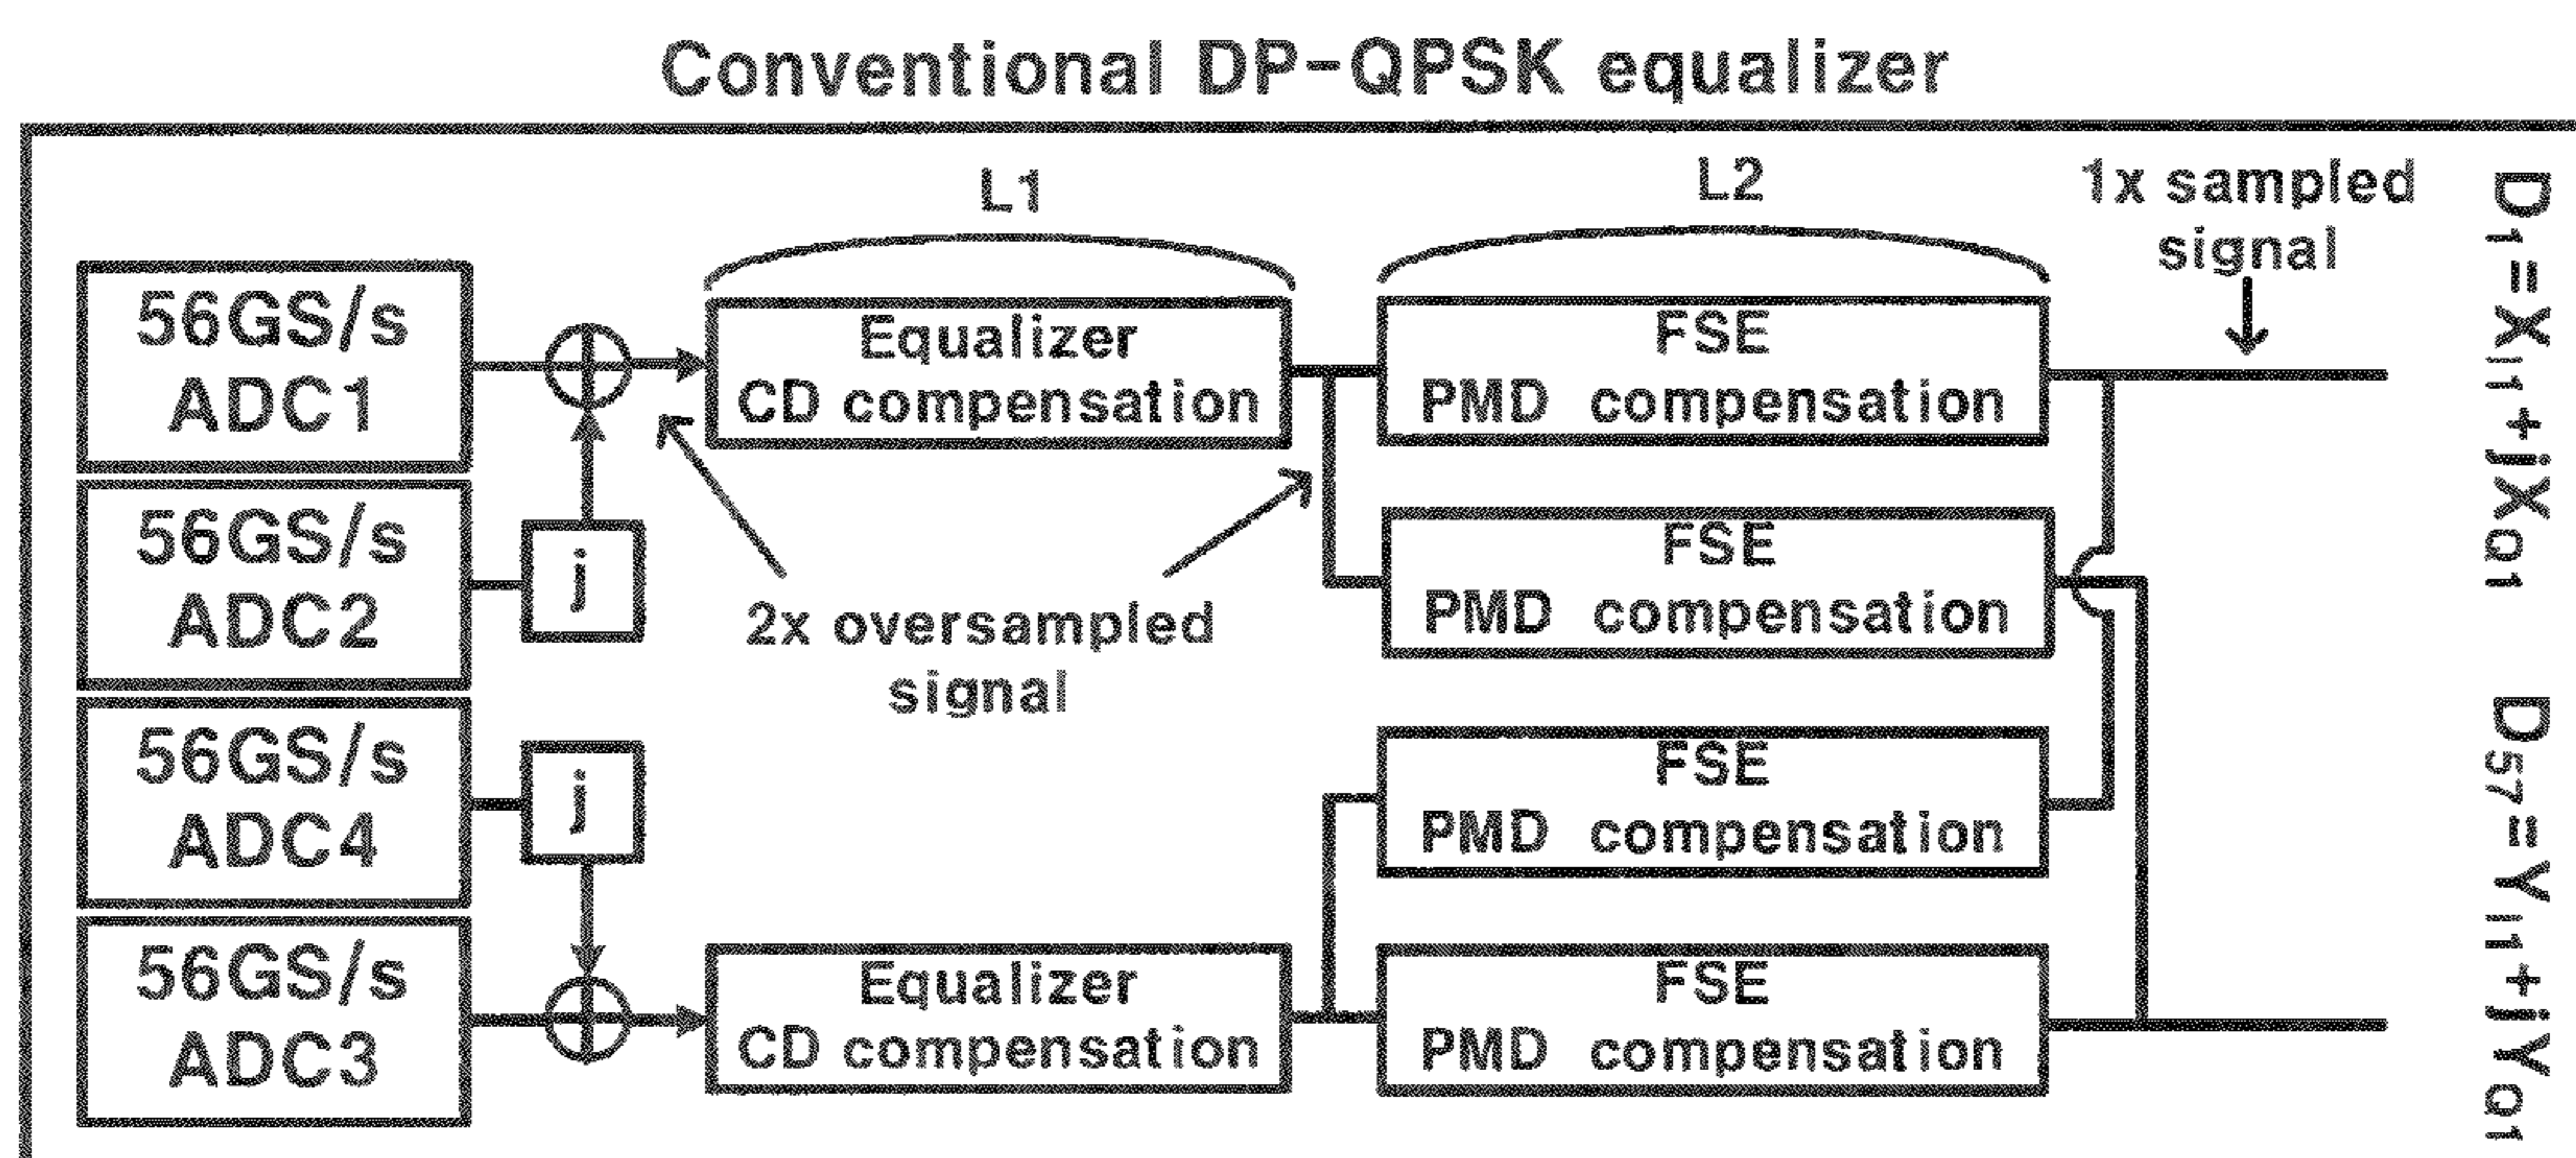 Conventional DP-QPSK equalizer
L1
L2
1x sampled
signal
56GS/s
ADC1
56GS/s
ADC2
56GS/s
ADC4
56GS/s
ADC3
j
j
Equalizer
CD compensation
2x oversampled
signal
Equalizer
CD compensation
FSE
PMD compensation
FSE
PMD compensation
FSE
PMD compensation
FSE
PMD compensation
D1=XI1+jXQ1
D57=YI1+jYQ1